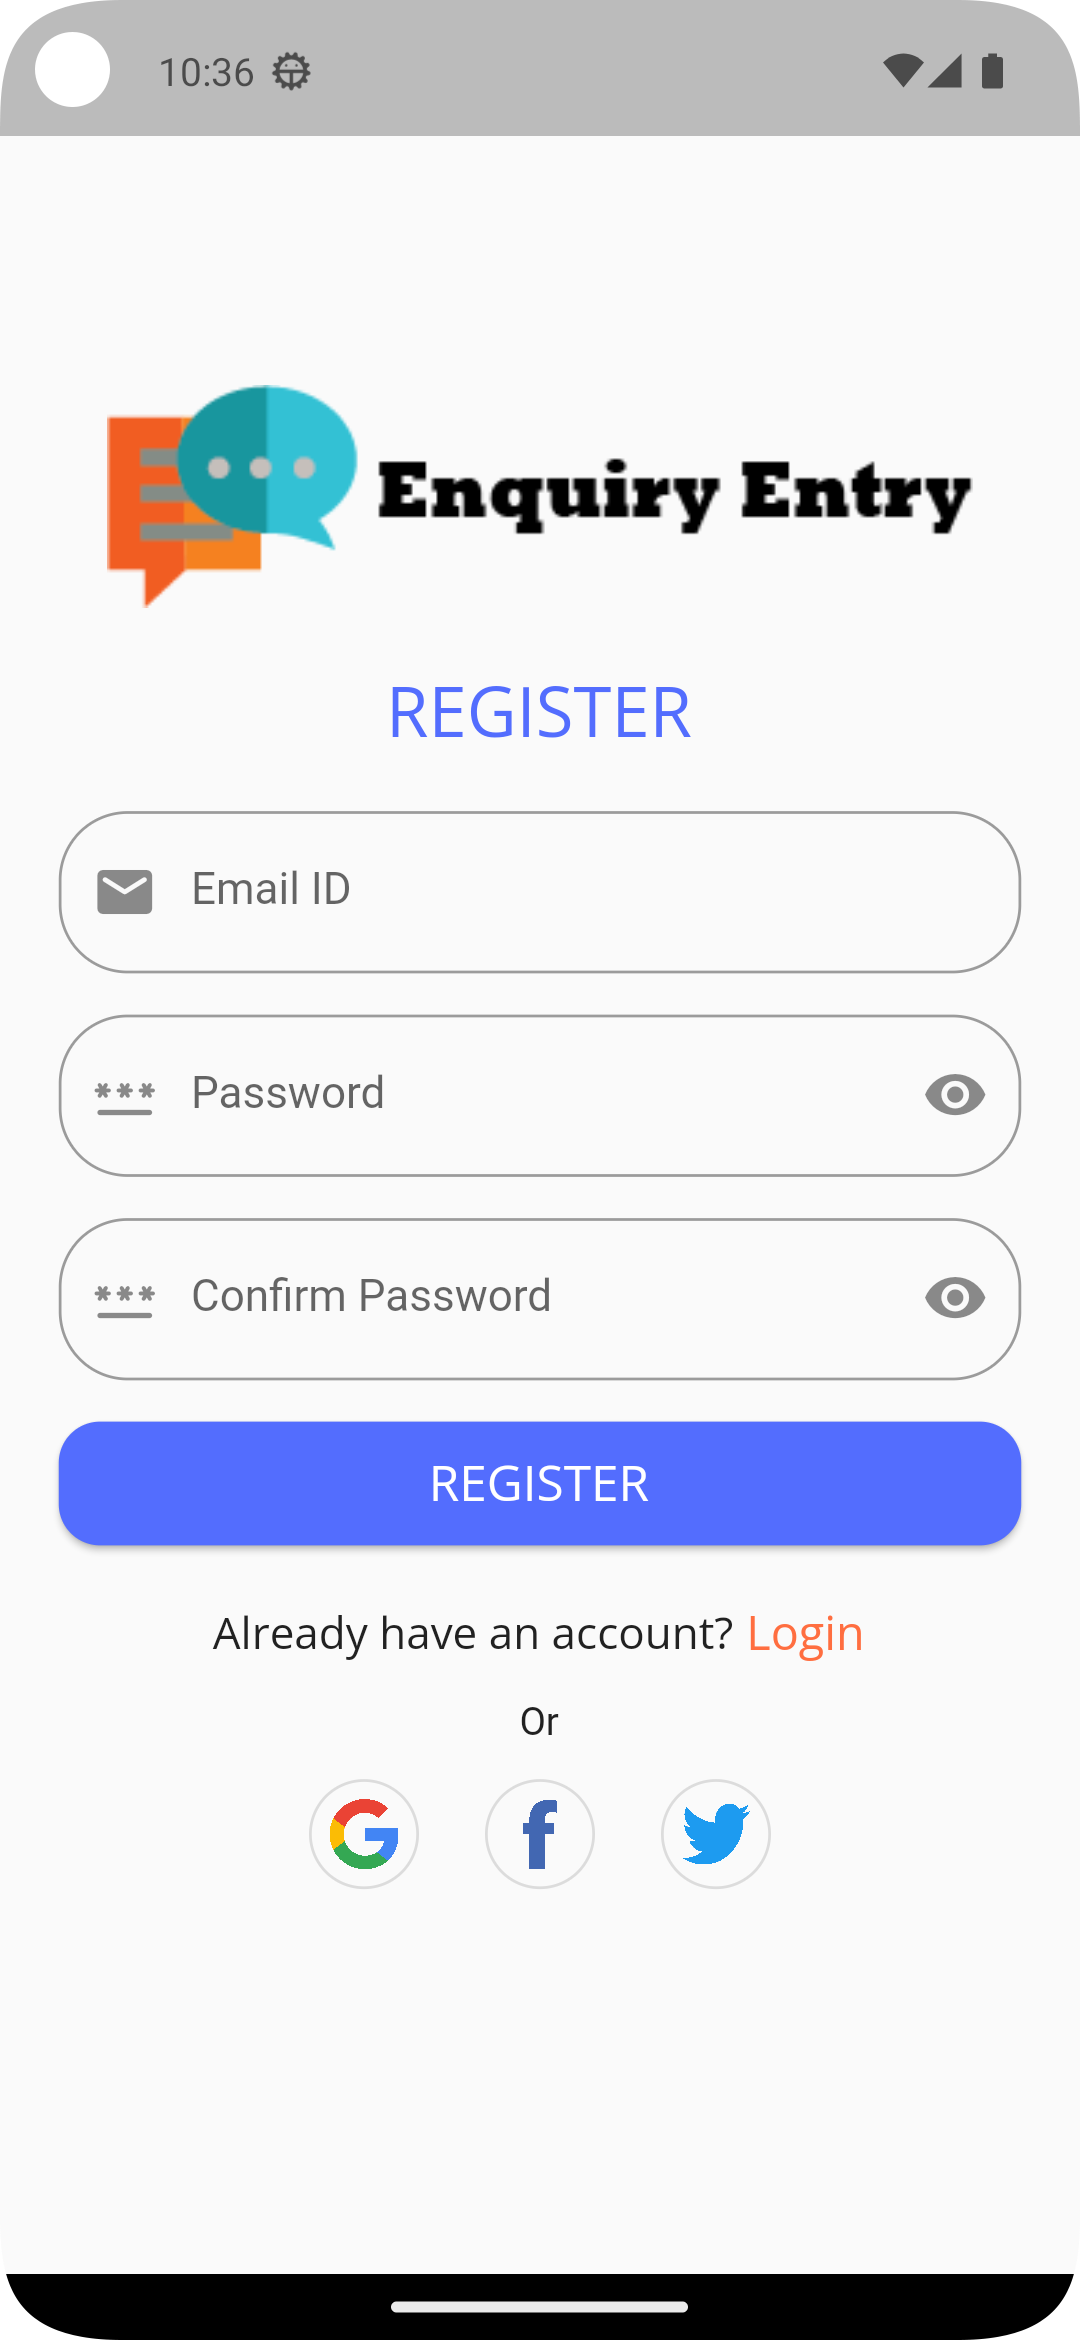 10:36
Enquiry Entry
REGISTER
Email ID
Password
Confirm Password
REGISTER
Already have an account? Login
Or